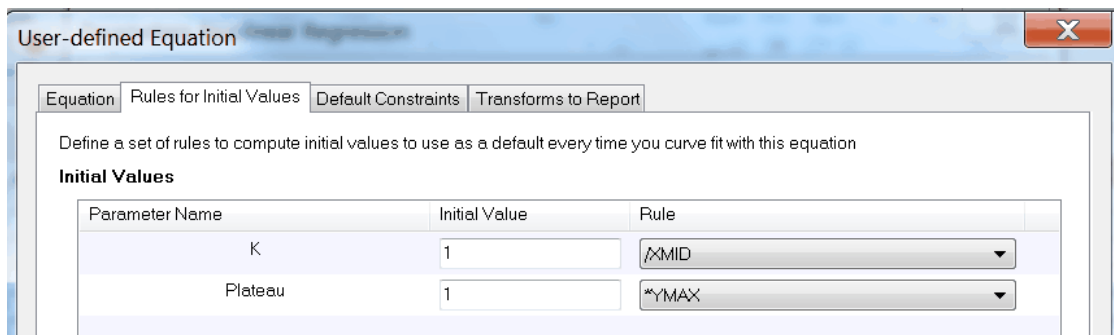 User-defined Equation
Equation Rules for Initial Values Default Constraints Transforms to Report
Define a set of rules to compute initial values to use as a default every time you curve fit with this equation
Initial Values
Parameter Name Initial Value Rule
K 1 /XMID
Plateau 1 *YMAX